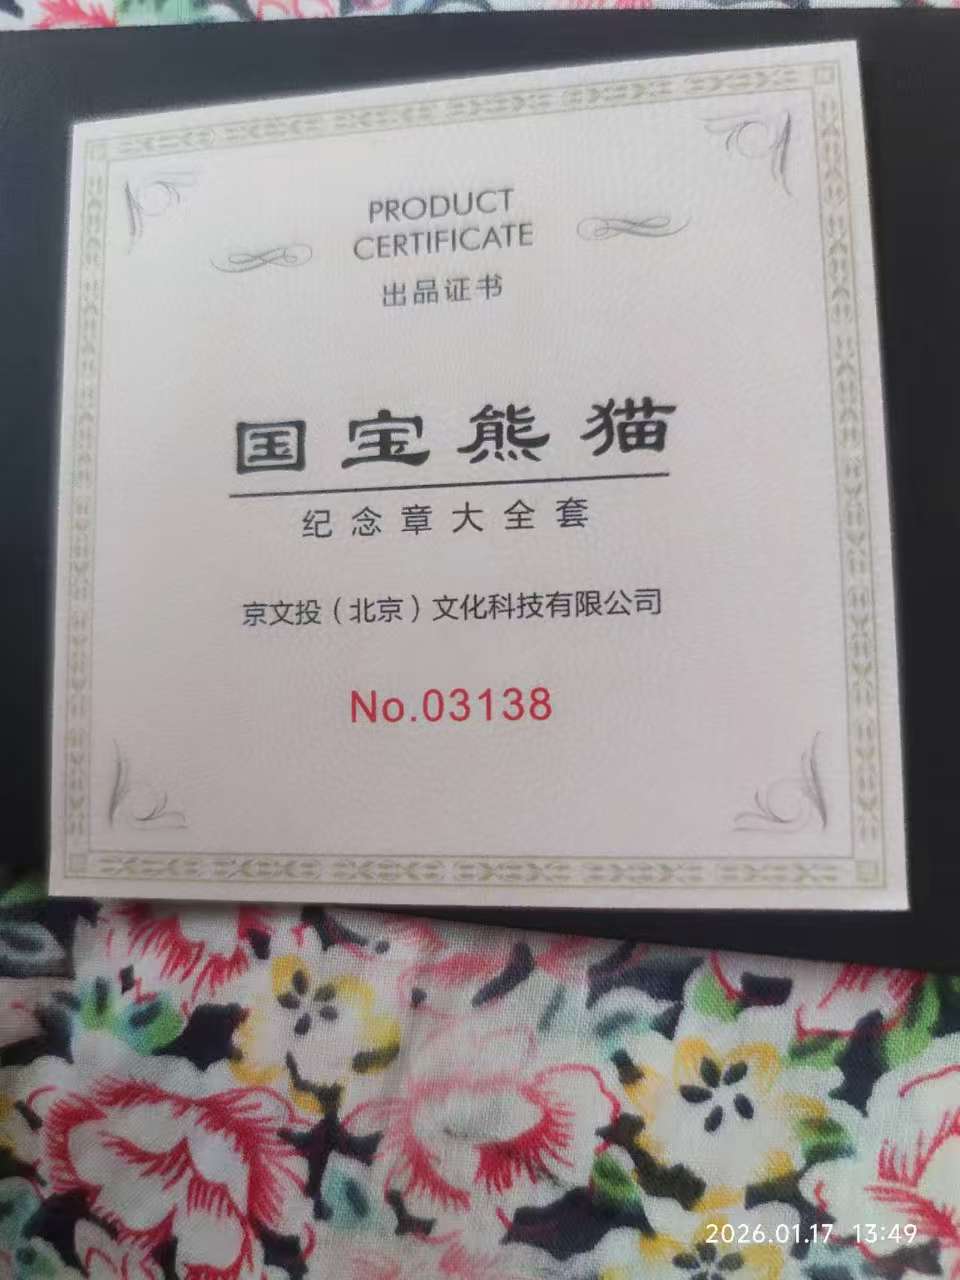 PRODUCT
CERTIFICATE
出品证书
国宝熊猫
纪念章大全套
京文投（北京）文化科技有限公司
No.03138
2026.01.17 13:49